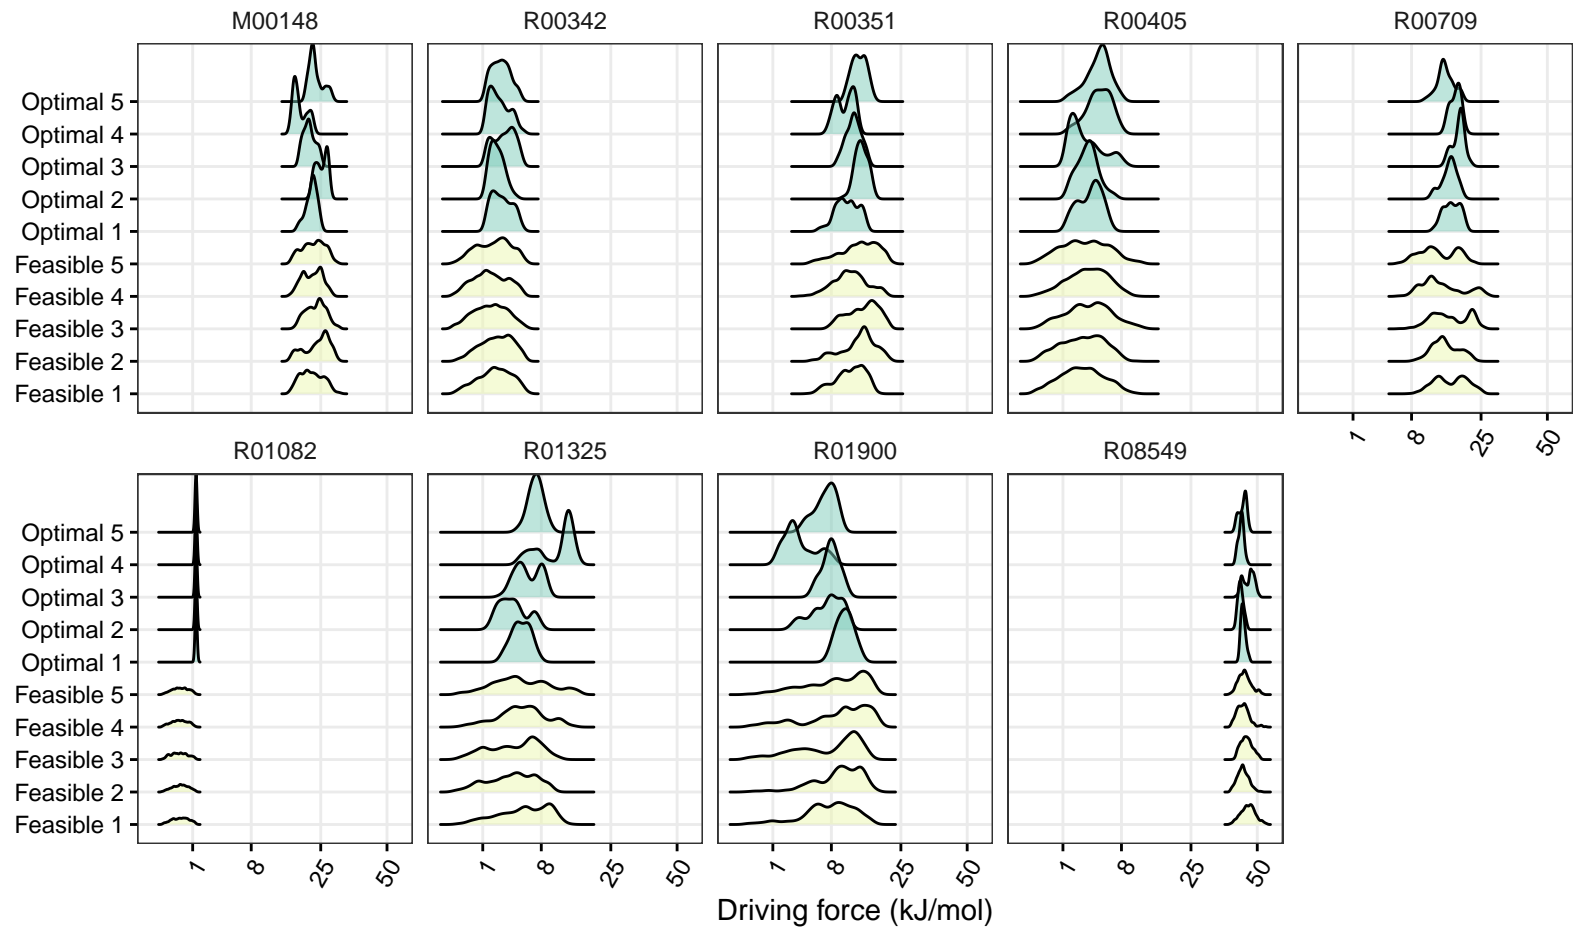 M00148 R00342 R00351 R00405 R00709
Optimal 5
Optimal 4
Optimal 3
Optimal 2
Optimal 1
Feasible 5
Feasible 4
Feasible 3
Feasible 2
Feasible 1
1 8 25 50
R01082 R01325 R01900 R08549
Optimal 5
Optimal 4
Optimal 3
Optimal 2
Optimal 1
Feasible 5
Feasible 4
Feasible 3
Feasible 2
Feasible 1
1 8 25 50 1 8 25 50 1 8 25 50 1 8 25 50
Driving force (kJ/mol)